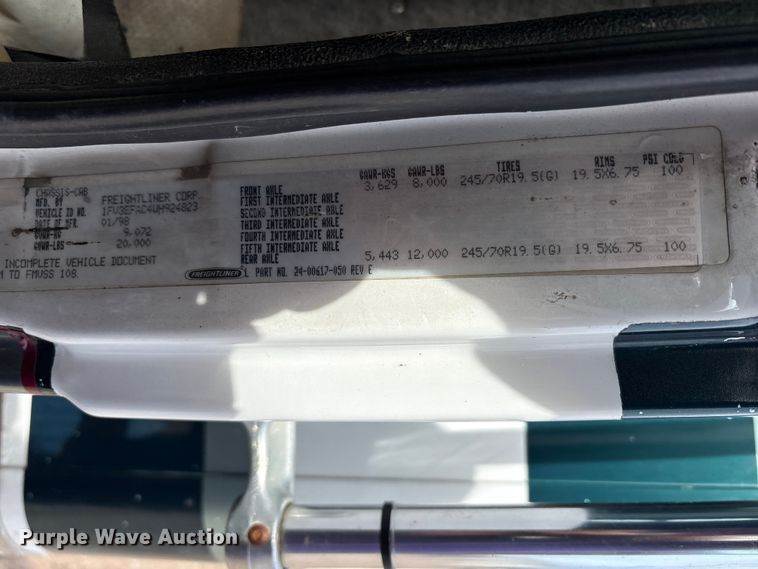 CHASSIS-CAB
MFD. BY FREIGHTLINER CORP.
VEHICLE ID 1FV3EFAC4WH924823
DATE OF MFR. 01/98
GVWR-KG 9,072
GVWR-LBS 20,000
INCOMPLETE VEHICLE DOCUMENT
TO FMVSS 108.
GAWR-KGS GAWR-LBS TIRES RIMS PSI COLD
FRONT AXLE 3,629 8,000 245/70R19.5(G) 19.5X6.75 100
FIRST INTERMEDIATE AXLE
SECOND INTERMEDIATE AXLE
THIRD INTERMEDIATE AXLE
FOURTH INTERMEDIATE AXLE
FIFTH INTERMEDIATE AXLE
REAR AXLE 5,443 12,000 245/70R19.5(G) 19.5X6.75 100
FREIGHTLINER PART NO. 24-00617-050 REV E
Purple Wave Auction